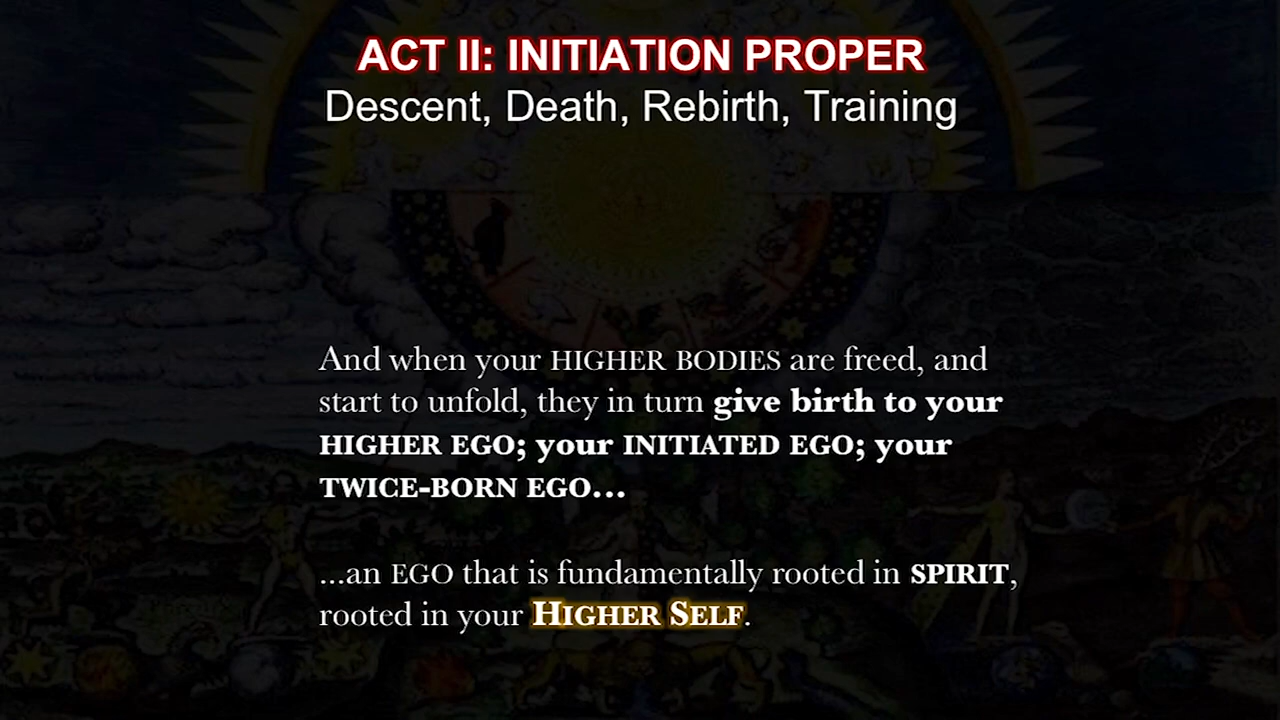 ACT II: INITIATION PROPER
Descent, Death, Rebirth, Training
And when your HIGHER BODIES are freed, and
start to unfold, they in turn give birth to your
HIGHER EGO; your INITIATED EGO; your
TWICE-BORN EGO...
...an EGO that is fundamentally rooted in SPIRIT,
rooted in your HIGHER SELF.